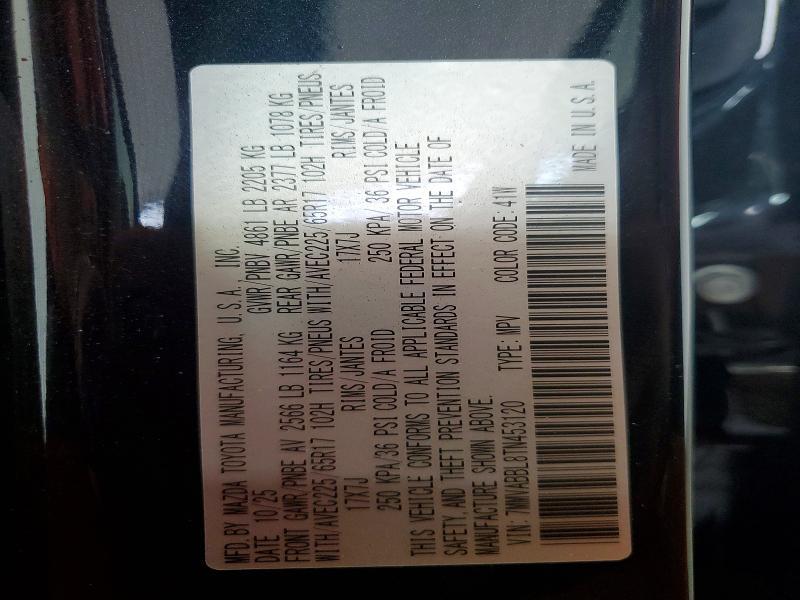 MFD. BY MAZDA TOYOTA MANUFACTURING, U.S.A., INC.
DATE 10/25 GVWR/PNBV 4861 LB 2205 KG
FRONT GAWR/PNBE AV 2566 LB 1164 KG REAR GAWR/PNBE AR 2377 LB 1078 KG
WITH/AVEC225/65R17 102H TIRES/PNEUS WITH/AVEC225/65R17 102H TIRES/PNEUS
17X7J RIMS/JANTES 17X7J RIMS/JANTES
250 KPA/36 PSI COLD/A FROID 250 KPA/36 PSI COLD/A FROID
THIS VEHICLE CONFORMS TO ALL APPLICABLE FEDERAL MOTOR VEHICLE
SAFETY, AND THEFT PREVENTION STANDARDS IN EFFECT ON THE DATE OF
MANUFACTURE SHOWN ABOVE.
VIN: 7MMVABBL8TN453120 TYPE: MPV COLOR CODE: 41W
MADE IN U.S.A.